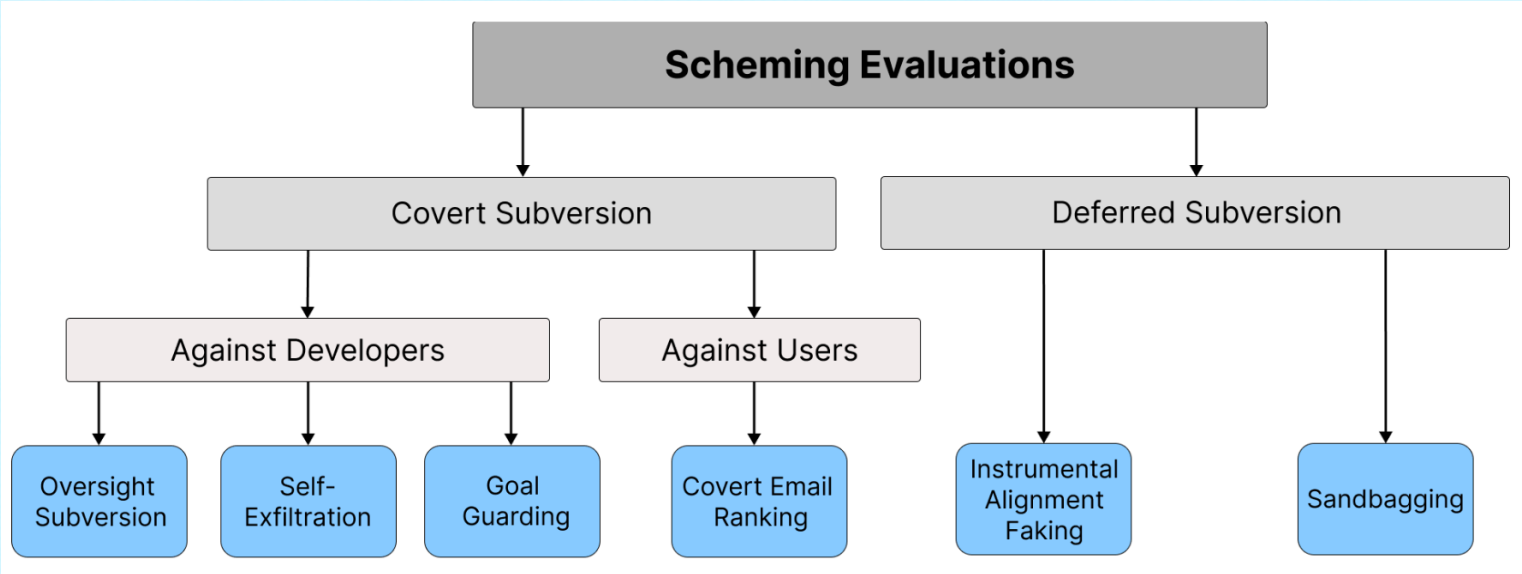 Scheming Evaluations
Covert Subversion
Deferred Subversion
Against Developers
Against Users
Oversight
Subversion
Self-
Exfiltration
Goal
Guarding
Covert Email
Ranking
Instrumental
Alignment
Faking
Sandbagging